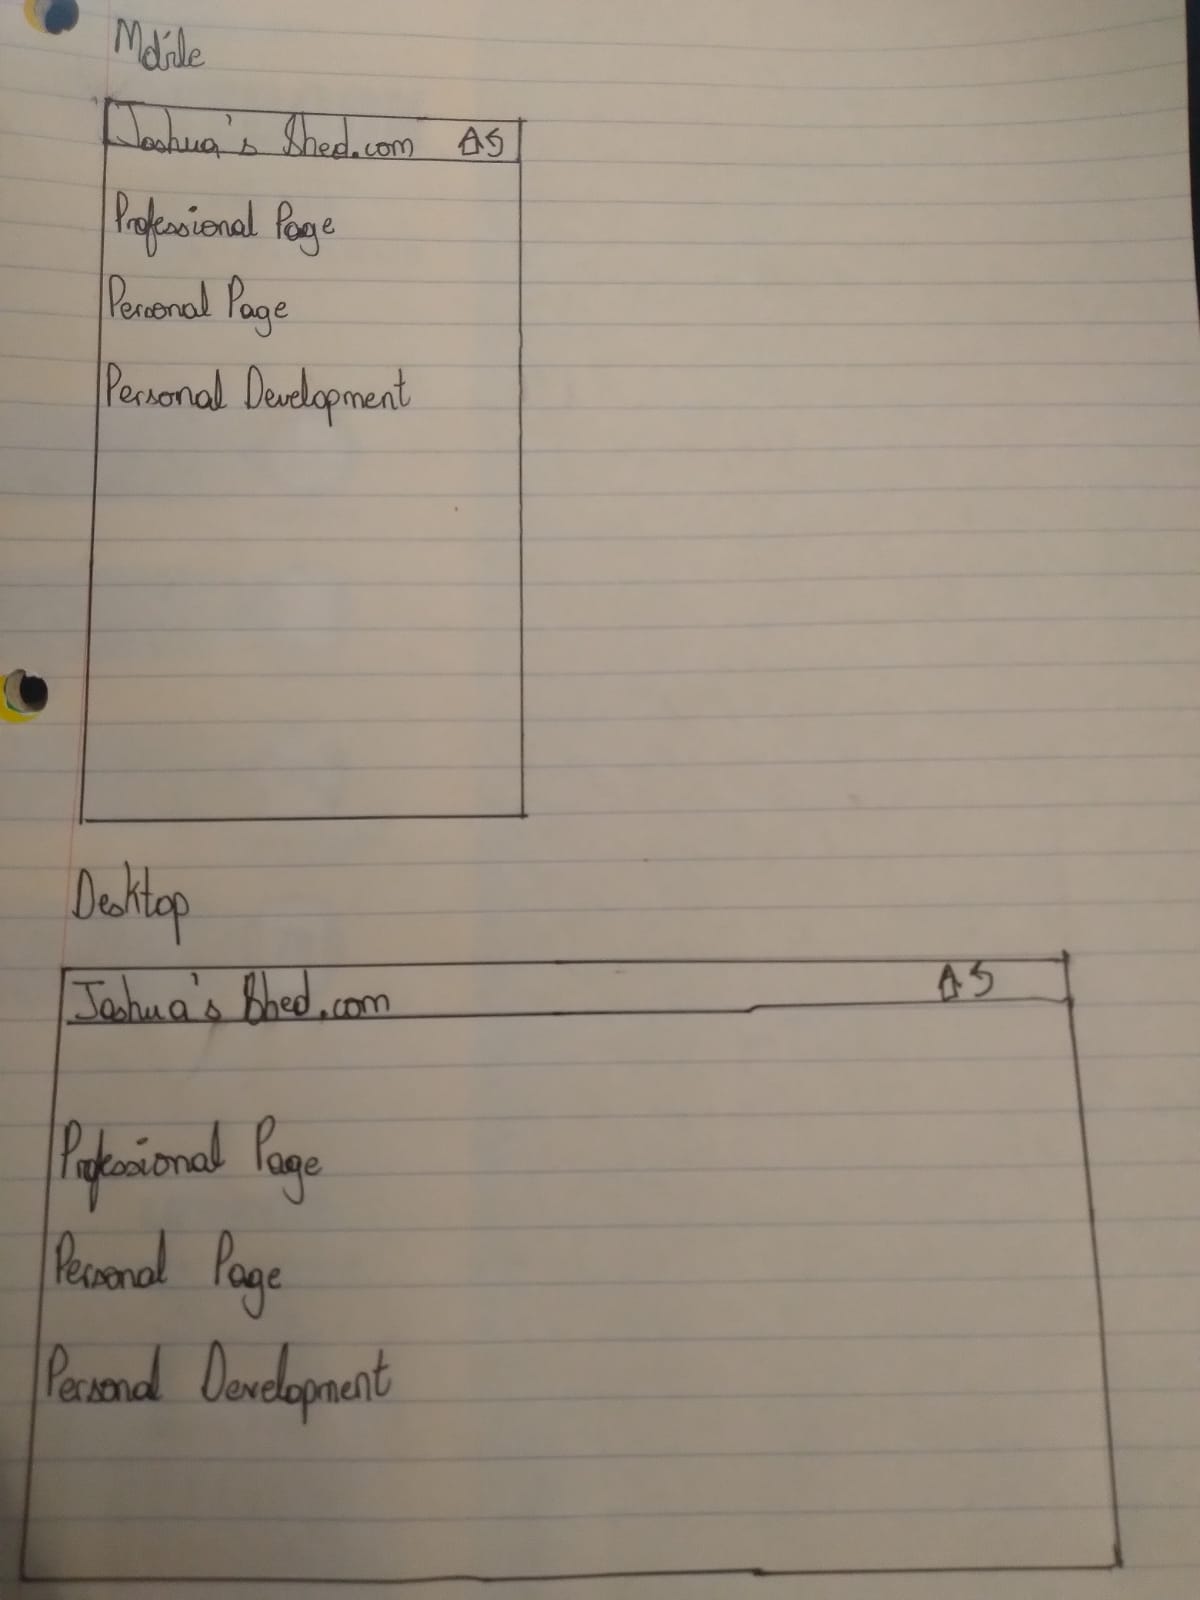 Mobile
Joshua's Shed.com AS
Professional Page
Personal Page
Personal Development
Desktop
Joshua's Shed.com AS
Professional Page
Personal Page
Personal Development